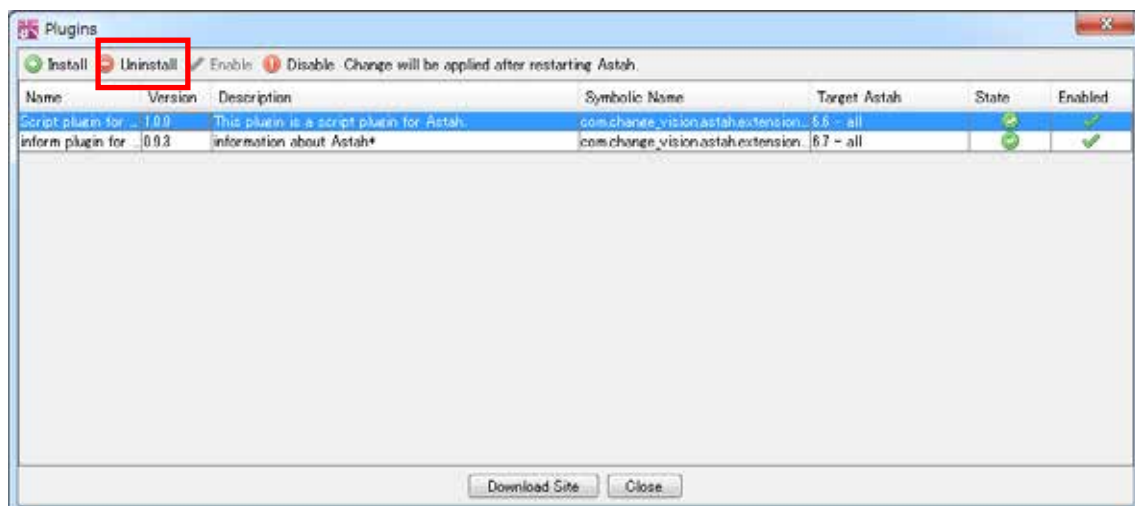 Plugins
Install Uninstall Enable Disable Change will be applied after restarting Astah.
Name Version Description Symbolic Name Target Astah State Enabled
Script plugin for ... 1.0.0 This plugin is a script plugin for Astah. com.change_vision.astah.extension... 6.6 - all
inform plugin for ... 0.9.3 information about Astah* com.change_vision.astah.extension... 6.7 - all
Download Site Close